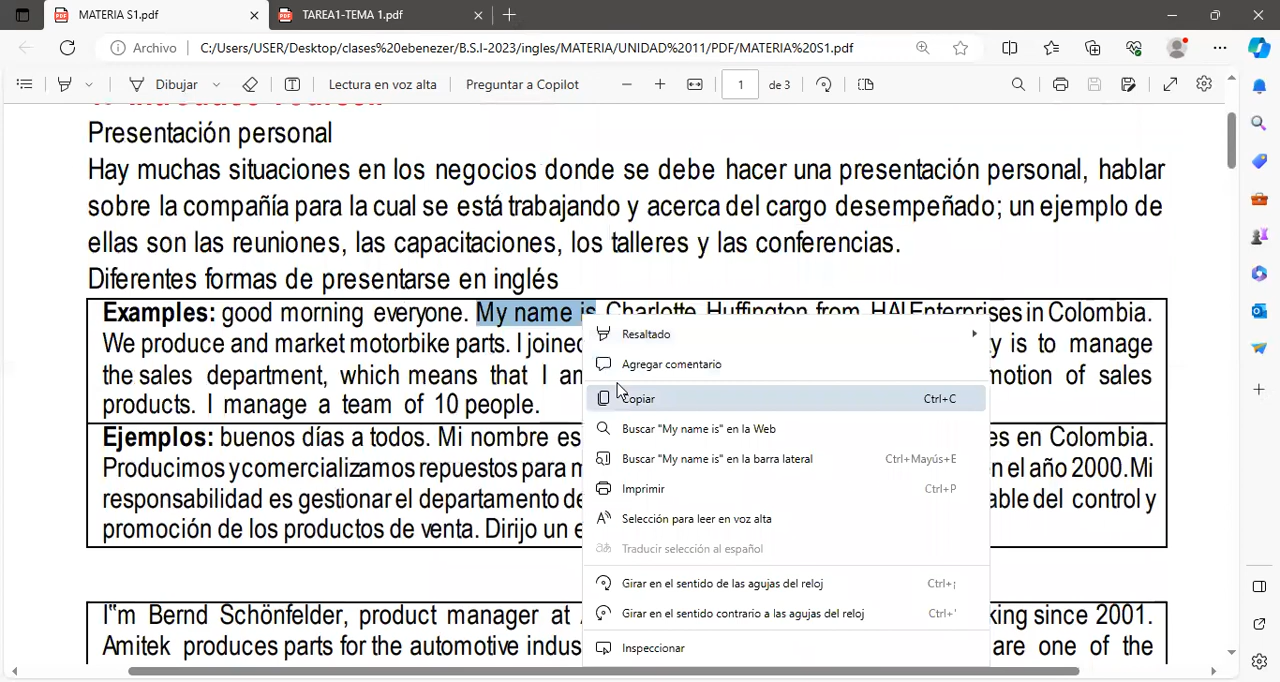 MATERIA S1.pdf
TAREA1-TEMA 1.pdf
Archivo
C:/Users/USER/Desktop/clases%20ebenezer/B.S.I-2023/ingles/MATERIA/UNIDAD%2011/PDF/MATERIA%20S1.pdf
Dibujar
Lectura en voz alta
Preguntar a Copilot
1
de 3
Presentación personal
Hay muchas situaciones en los negocios donde se debe hacer una presentación personal, hablar
sobre la compañía para la cual se está trabajando y acerca del cargo desempeñado; un ejemplo de
ellas son las reuniones, las capacitaciones, los talleres y las conferencias.
Diferentes formas de presentarse en inglés
Examples: good morning everyone. My name is Charlotte Huffington from HAI Enterprises in Colombia.
We produce and market motorbike parts. I joined y is to manage
the sales department, which means that I am motion of sales
products. I manage a team of 10 people.
Ejemplos: buenos días a todos. Mi nombre es es en Colombia.
Producimos y comercializamos repuestos para m n el año 2000. Mi
responsabilidad es gestionar el departamento de able del control y
promoción de los productos de venta. Dirijo un e
I"m Bernd Schönfelder, product manager at king since 2001.
Amitek produces parts for the automotive indus are one of the
Resaltado
Agregar comentario
Copiar Ctrl+C
Buscar "My name is" en la Web
Buscar "My name is" en la barra lateral Ctrl+Mayús+E
Imprimir Ctrl+P
Selección para leer en voz alta
Traducir selección al español
Girar en el sentido de las agujas del reloj Ctrl+¡
Girar en el sentido contrario a las agujas del reloj Ctrl+'
Inspeccionar